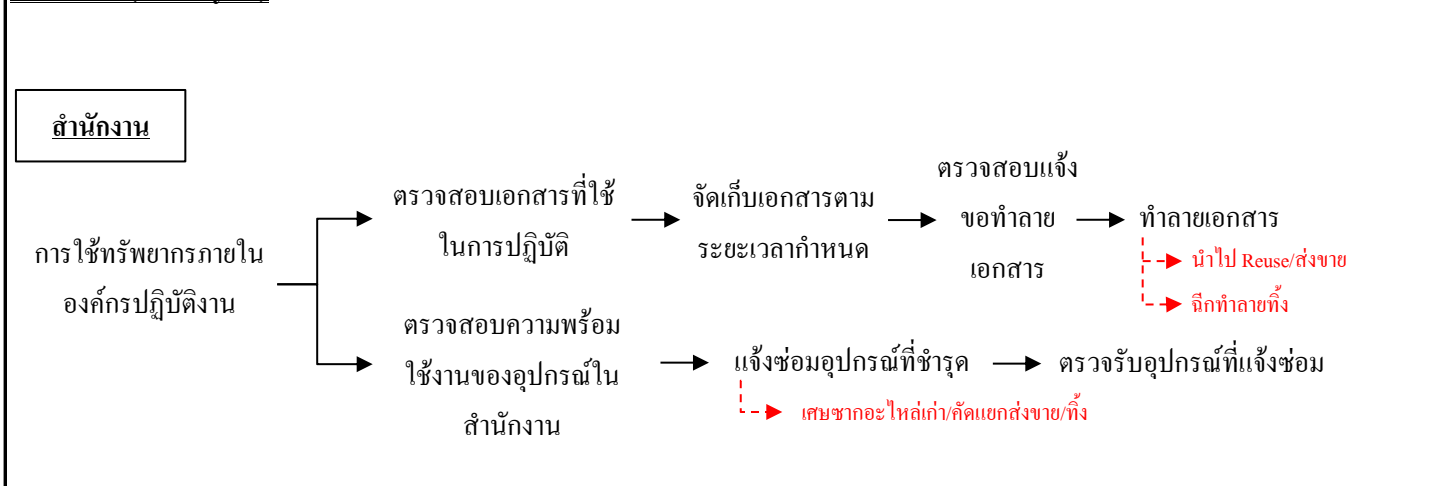 สำนักงาน
การใช้ทรัพยากรภายใน
องค์กรปฏิบัติงาน
ตรวจสอบเอกสารที่ใช้
ในการปฏิบัติ
จัดเก็บเอกสารตาม
ระยะเวลากำหนด
ตรวจสอบแจ้ง
ขอทำลาย
เอกสาร
ทำลายเอกสาร
นำไป Reuse/ส่งขาย
ฉีกทำลายทิ้ง
ตรวจสอบความพร้อม
ใช้งานของอุปกรณ์ใน
สำนักงาน
แจ้งซ่อมอุปกรณ์ที่ชำรุด
เศษซากอะไหล่เก่า/คัดแยกส่งขาย/ทิ้ง
ตรวจรับอุปกรณ์ที่แจ้งซ่อม